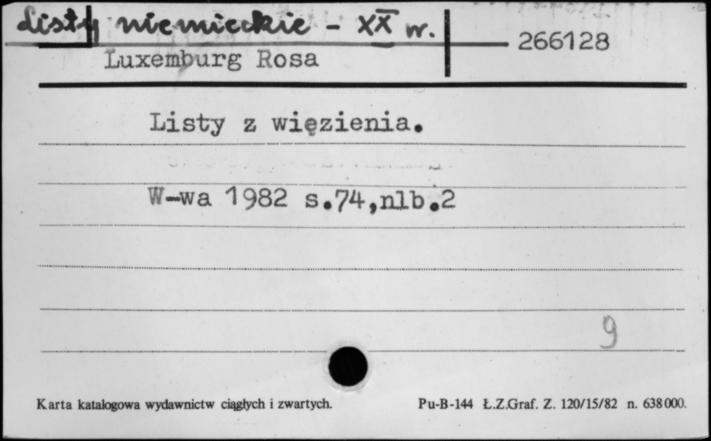 Listy niemieckie - XX w.
266128
Luxemburg Rosa
Listy z więzienia.
W-wa 1982 s.74,nlb.2
9
Karta katalogowa wydawnictw ciągłych i zwartych.
Pu-B-144 Ł.Z.Graf. Z. 120/15/82 n. 638000.